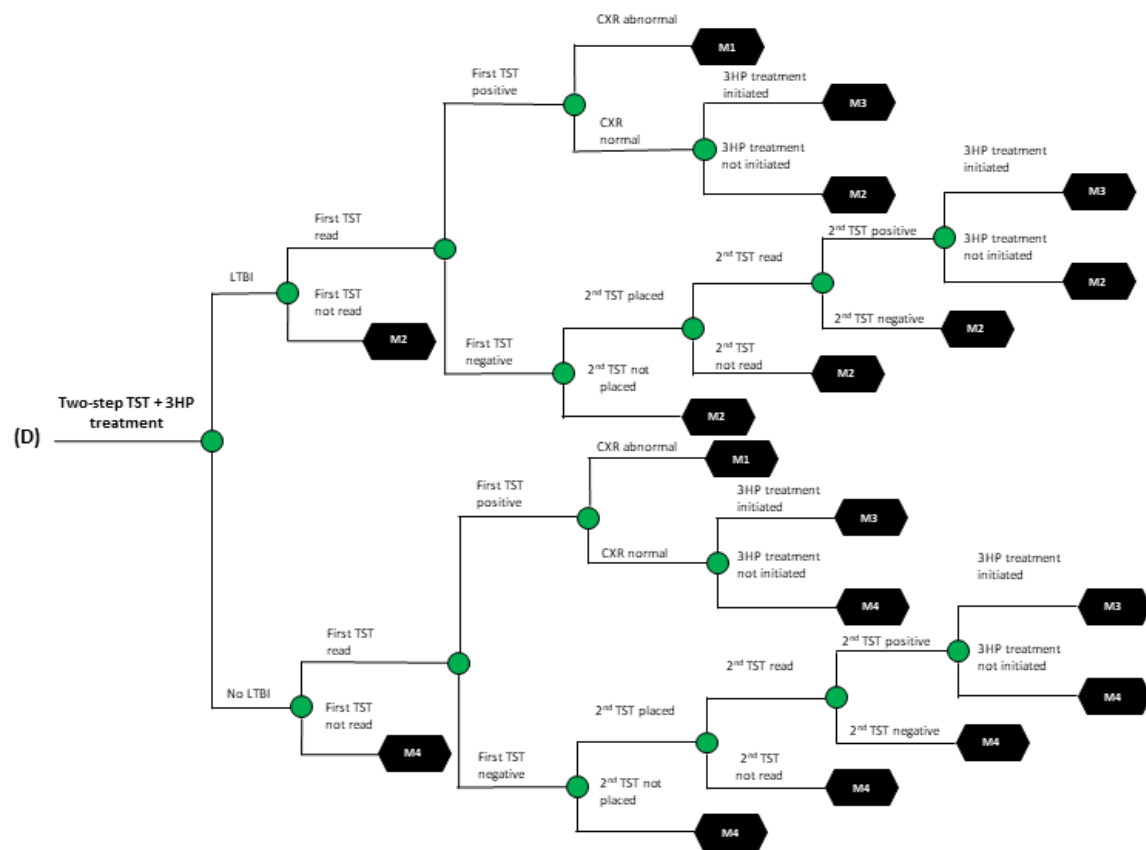 CXR abnormal
M1
First TST
positive
3HP treatment
initiated
M3
CXR
normal
3HP treatment
not initiated
M2
3HP treatment
initiated
M3
First TST
read
2nd TST positive
3HP treatment
not initiated
M2
2nd TST read
LTBI
2nd TST placed
First TST
not read
M2
First TST
negative
2nd TST negative
M2
2nd TST
not read
M2
2nd TST not
placed
M2
(D)
Two-step TST + 3HP
treatment
CXR abnormal
M1
First TST
positive
3HP treatment
initiated
M3
CXR normal
3HP treatment
not initiated
M4
3HP treatment
initiated
M3
First TST
read
2nd TST positive
3HP treatment
not initiated
M4
2nd TST read
No LTBI
2nd TST placed
First TST
not read
M4
2nd TST negative
M4
First TST
negative
2nd TST
not read
M4
2nd TST not
placed
M4